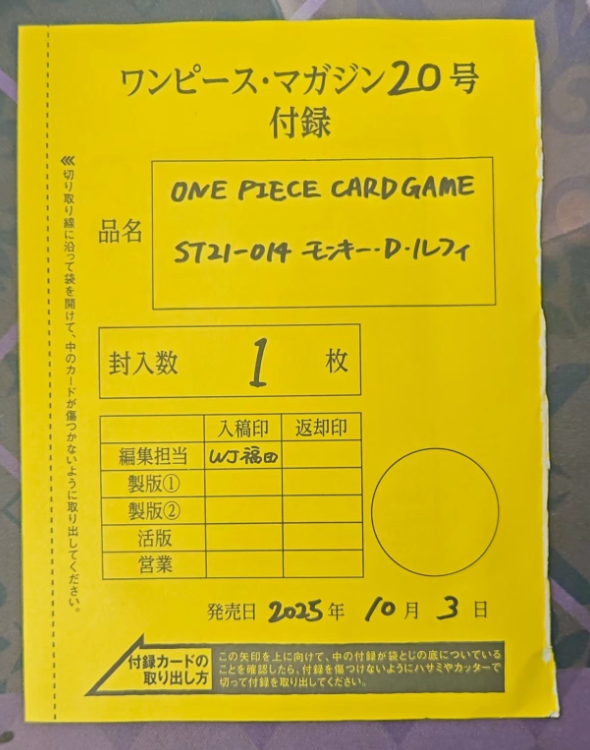 ワンピース・マガジン20号
付録
品名
ONE PIECE CARD GAME
ST21-014 モンキー・D・ルフィ
封入数 1 枚
入稿印 返却印
編集担当 WJ福田
製版①
製版②
活版
営業
発売日 2025年 10月 3日
付録カードの
取り出し方
この矢印を上に向けて、中の付録が袋とじの底についている
ことを確認したら、付録を傷つけないようにハサミやカッターで
切って付録を取り出してください。
⋘切り取り線に沿って袋を開けて、中のカードが傷つかないように取り出してください。